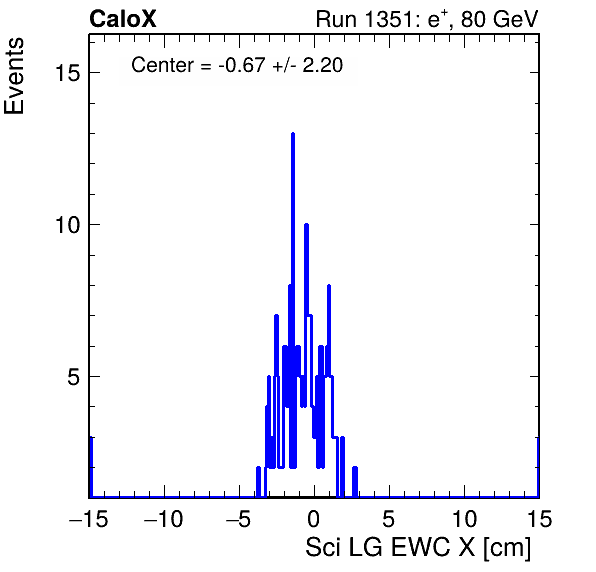 CaloX
Run 1351: e⁺, 80 GeV
Events
Center = -0.67 +/- 2.20
15
10
5
−15 −10 −5 0 5 10 15
Sci LG EWC X [cm]